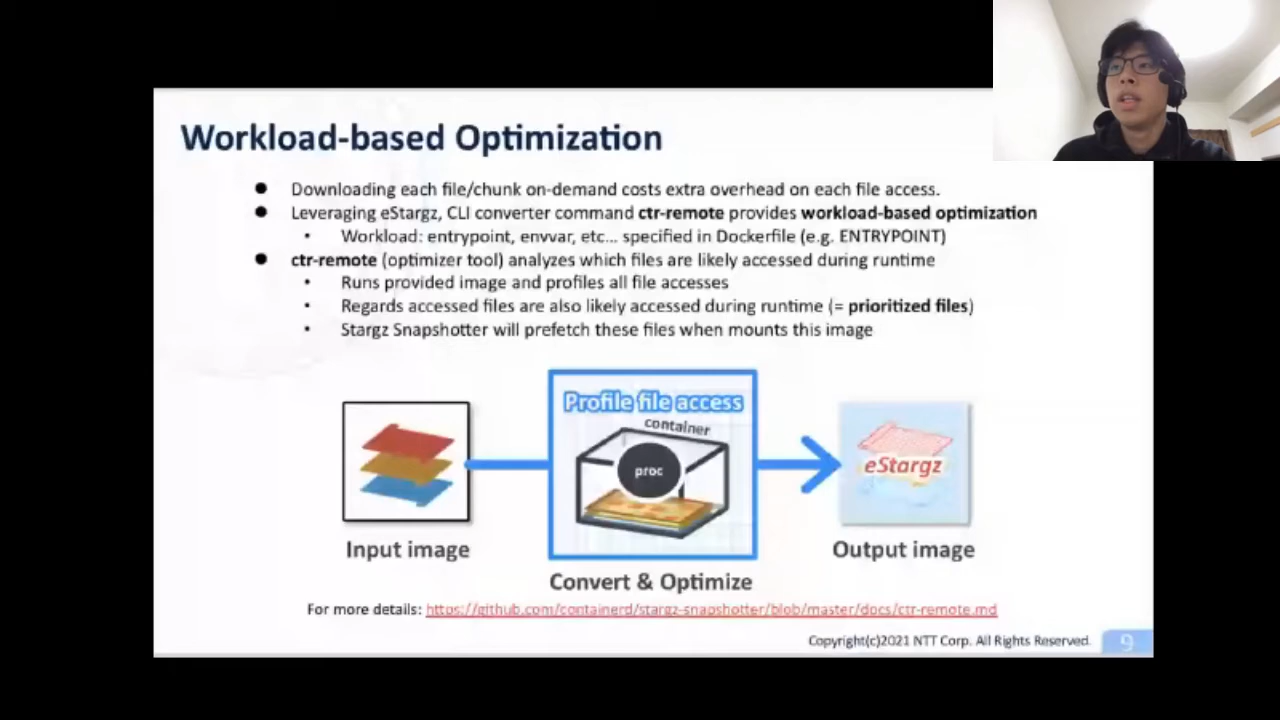 Workload-based Optimization
● Downloading each file/chunk on-demand costs extra overhead on each file access.
● Leveraging eStargz, CLI converter command ctr-remote provides workload-based optimization
• Workload: entrypoint, envvar, etc... specified in Dockerfile (e.g. ENTRYPOINT)
● ctr-remote (optimizer tool) analyzes which files are likely accessed during runtime
• Runs provided image and profiles all file accesses
• Regards accessed files are also likely accessed during runtime (= prioritized files)
• Stargz Snapshotter will prefetch these files when mounts this image
Profile file access
container
proc
eStargz
Input image
Output image
Convert & Optimize
For more details: https://github.com/containerd/stargz-snapshotter/blob/master/docs/ctr-remote.md
Copyright(c)2021 NTT Corp. All Rights Reserved.
9